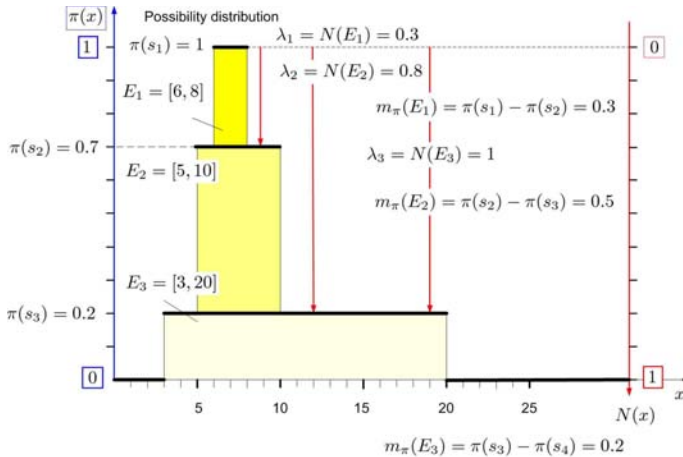 π(x)
Possibility distribution
1
π(s₁) = 1
λ₁ = N(E₁) = 0.3
0
λ₂ = N(E₂) = 0.8
E₁ = [6, 8]
m_π(E₁) = π(s₁) − π(s₂) = 0.3
π(s₂) = 0.7
λ₃ = N(E₃) = 1
E₂ = [5, 10]
m_π(E₂) = π(s₂) − π(s₃) = 0.5
E₃ = [3, 20]
π(s₃) = 0.2
0
1
5 10 15 20 25
x
N(x)
m_π(E₃) = π(s₃) − π(s₄) = 0.2